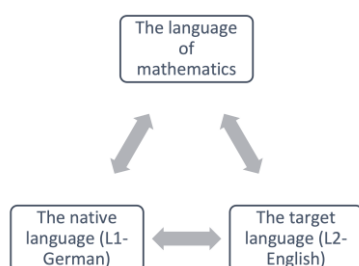 The language
of
mathematics
The native
language (L1-
German)
The target
language (L2-
English)